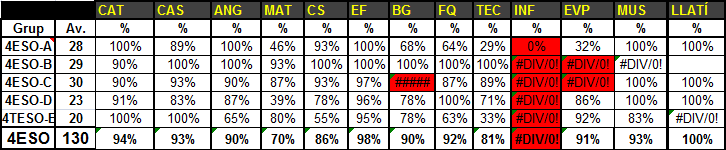 CAT CAS ANG MAT CS EF BG FQ TEC INF EVP MUS LLATÍ
Grup Av. % % % % % % % % % % % % %
4ESO-A 28 100% 89% 100% 46% 93% 100% 68% 64% 29% 0% 32% 100% 100%
4ESO-B 29 90% 100% 100% 93% 100% 100% 100% 100% 100% #DIV/0! #DIV/0! #DIV/0!
4ESO-C 30 90% 93% 90% 87% 93% 97% ##### 87% 89% #DIV/0! #DIV/0! 100% 100%
4ESO-D 23 91% 83% 87% 39% 78% 96% 78% 100% 71% #DIV/0! 86% 100% 100%
4TESO-E 20 100% 100% 65% 80% 55% 95% 78% 63% 33% #DIV/0! 92% 83% #DIV/0!
4ESO 130 94% 93% 90% 70% 86% 98% 90% 92% 81% #DIV/0! 91% 93% 100%